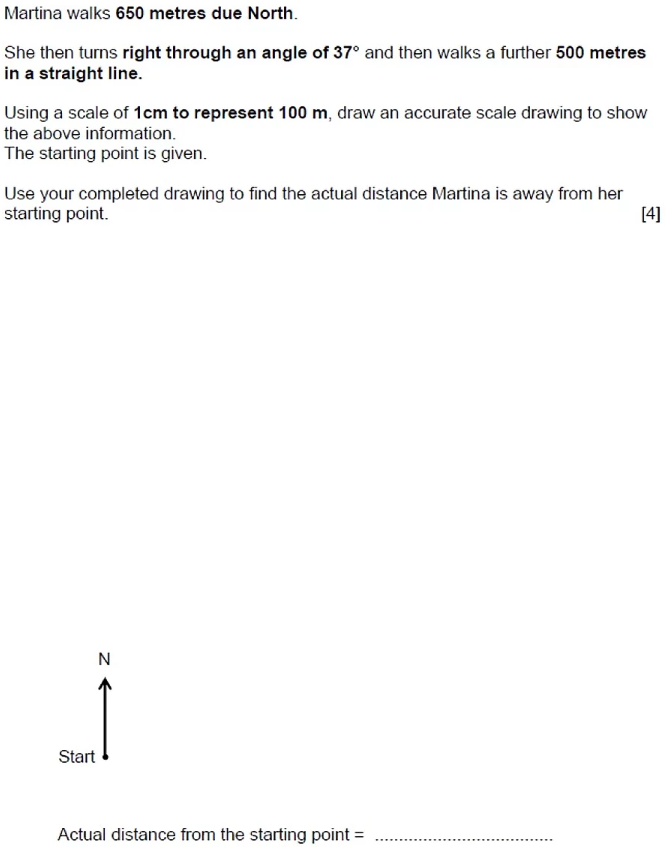 Martina walks 650 metres due North.
She then turns right through an angle of 37° and then walks a further 500 metres
in a straight line.
Using a scale of 1cm to represent 100 m, draw an accurate scale drawing to show
the above information.
The starting point is given.
Use your completed drawing to find the actual distance Martina is away from her
starting point. [4]
N
Start
Actual distance from the starting point = .....................................